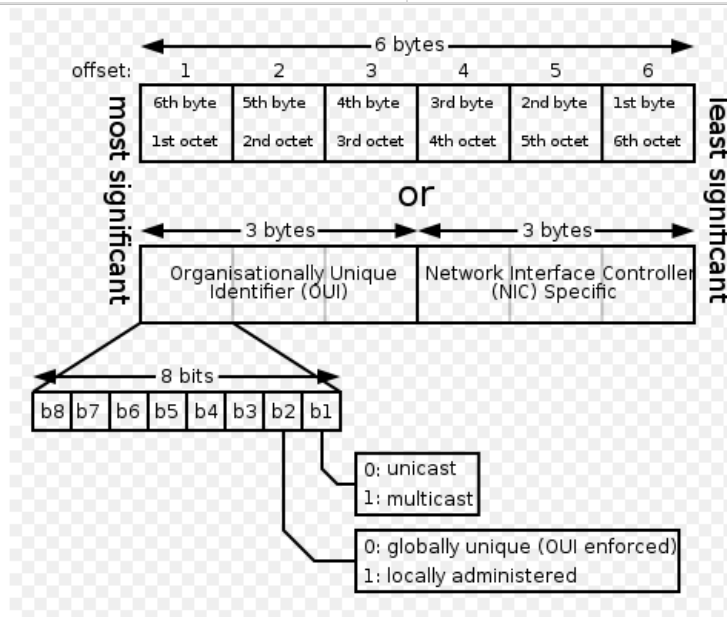 6 bytes
offset: 1 2 3 4 5 6
6th byte 5th byte 4th byte 3rd byte 2nd byte 1st byte
1st octet 2nd octet 3rd octet 4th octet 5th octet 6th octet
most significant
least significant
or
3 bytes 3 bytes
Organisationally Unique
Identifier (OUI)
Network Interface Controller
(NIC) Specific
8 bits
b8 b7 b6 b5 b4 b3 b2 b1
0: unicast
1: multicast
0: globally unique (OUI enforced)
1: locally administered